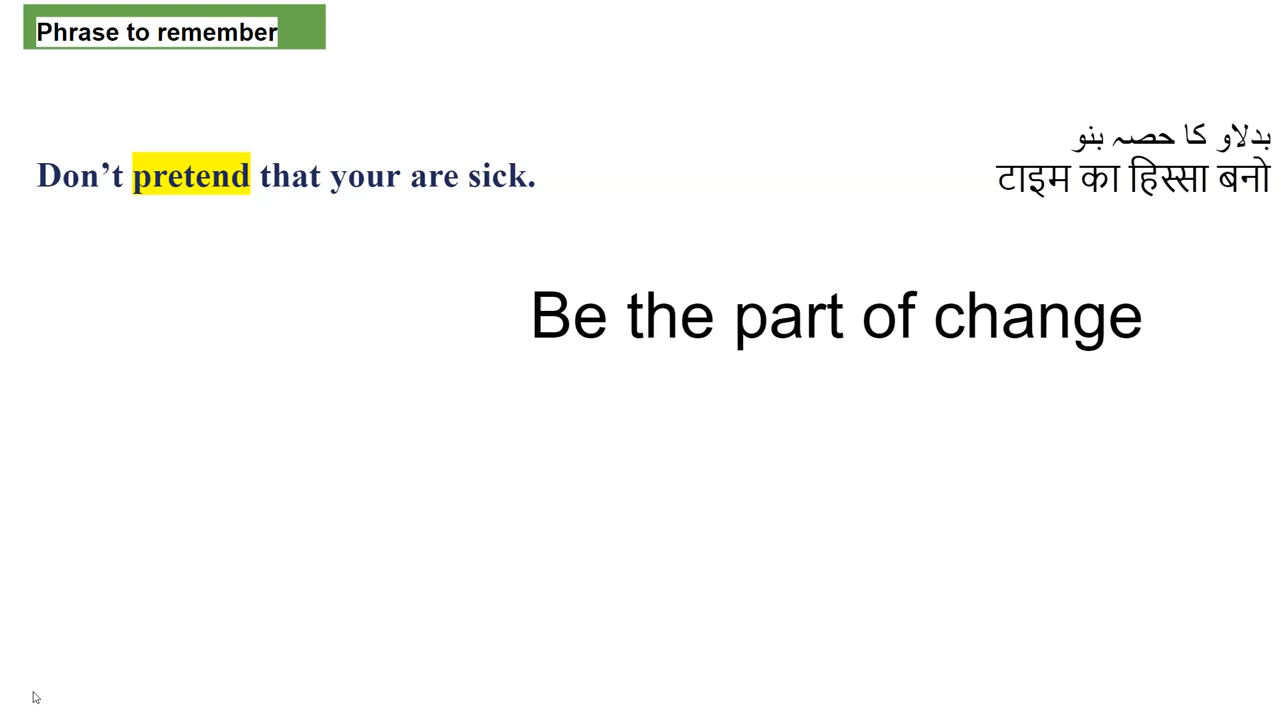 Phrase to remember
بدلاو کا حصہ بنو
Don’t pretend that your are sick.
टाइम का हिस्सा बनो
Be the part of change